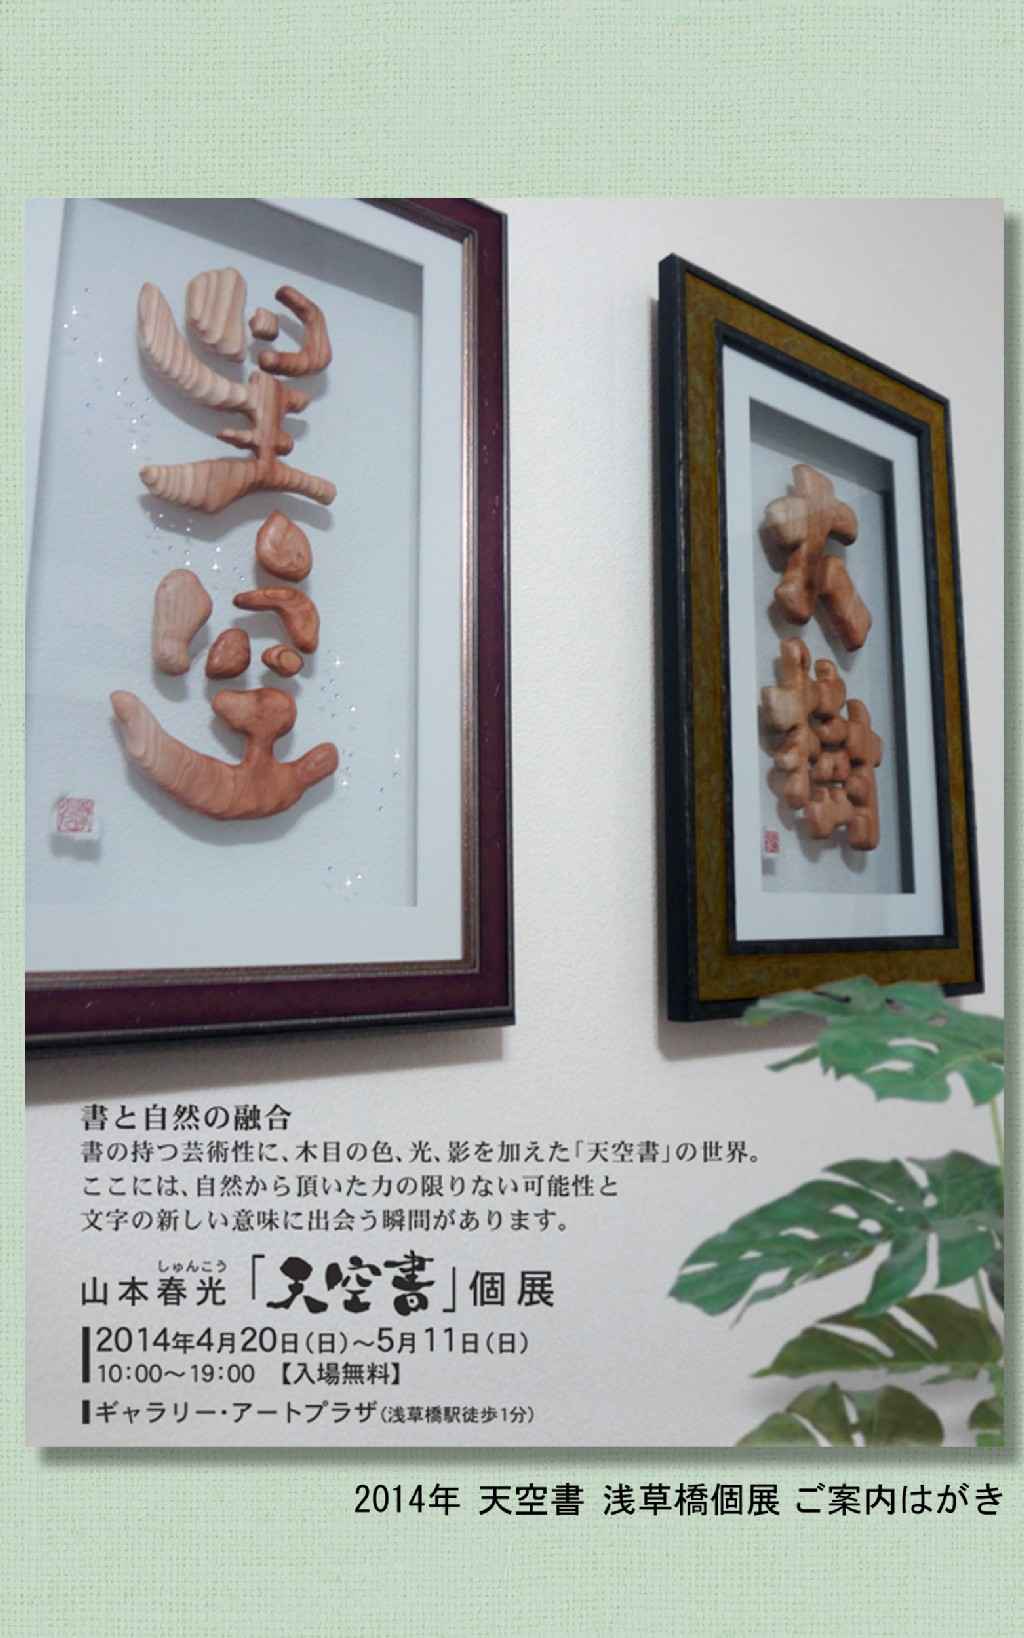 星空
書と自然の融合
書の持つ芸術性に、木目の色、光、影を加えた「天空書」の世界。
ここには、自然から頂いた力の限りない可能性と
文字の新しい意味に出会う瞬間があります。
しゅんこう
山本春光「天空書」個展
2014年4月20日(日)～5月11日(日)
10:00～19:00 【入場無料】
ギャラリー・アートプラザ(浅草橋駅徒歩1分)
2014年 天空書 浅草橋個展 ご案内はがき